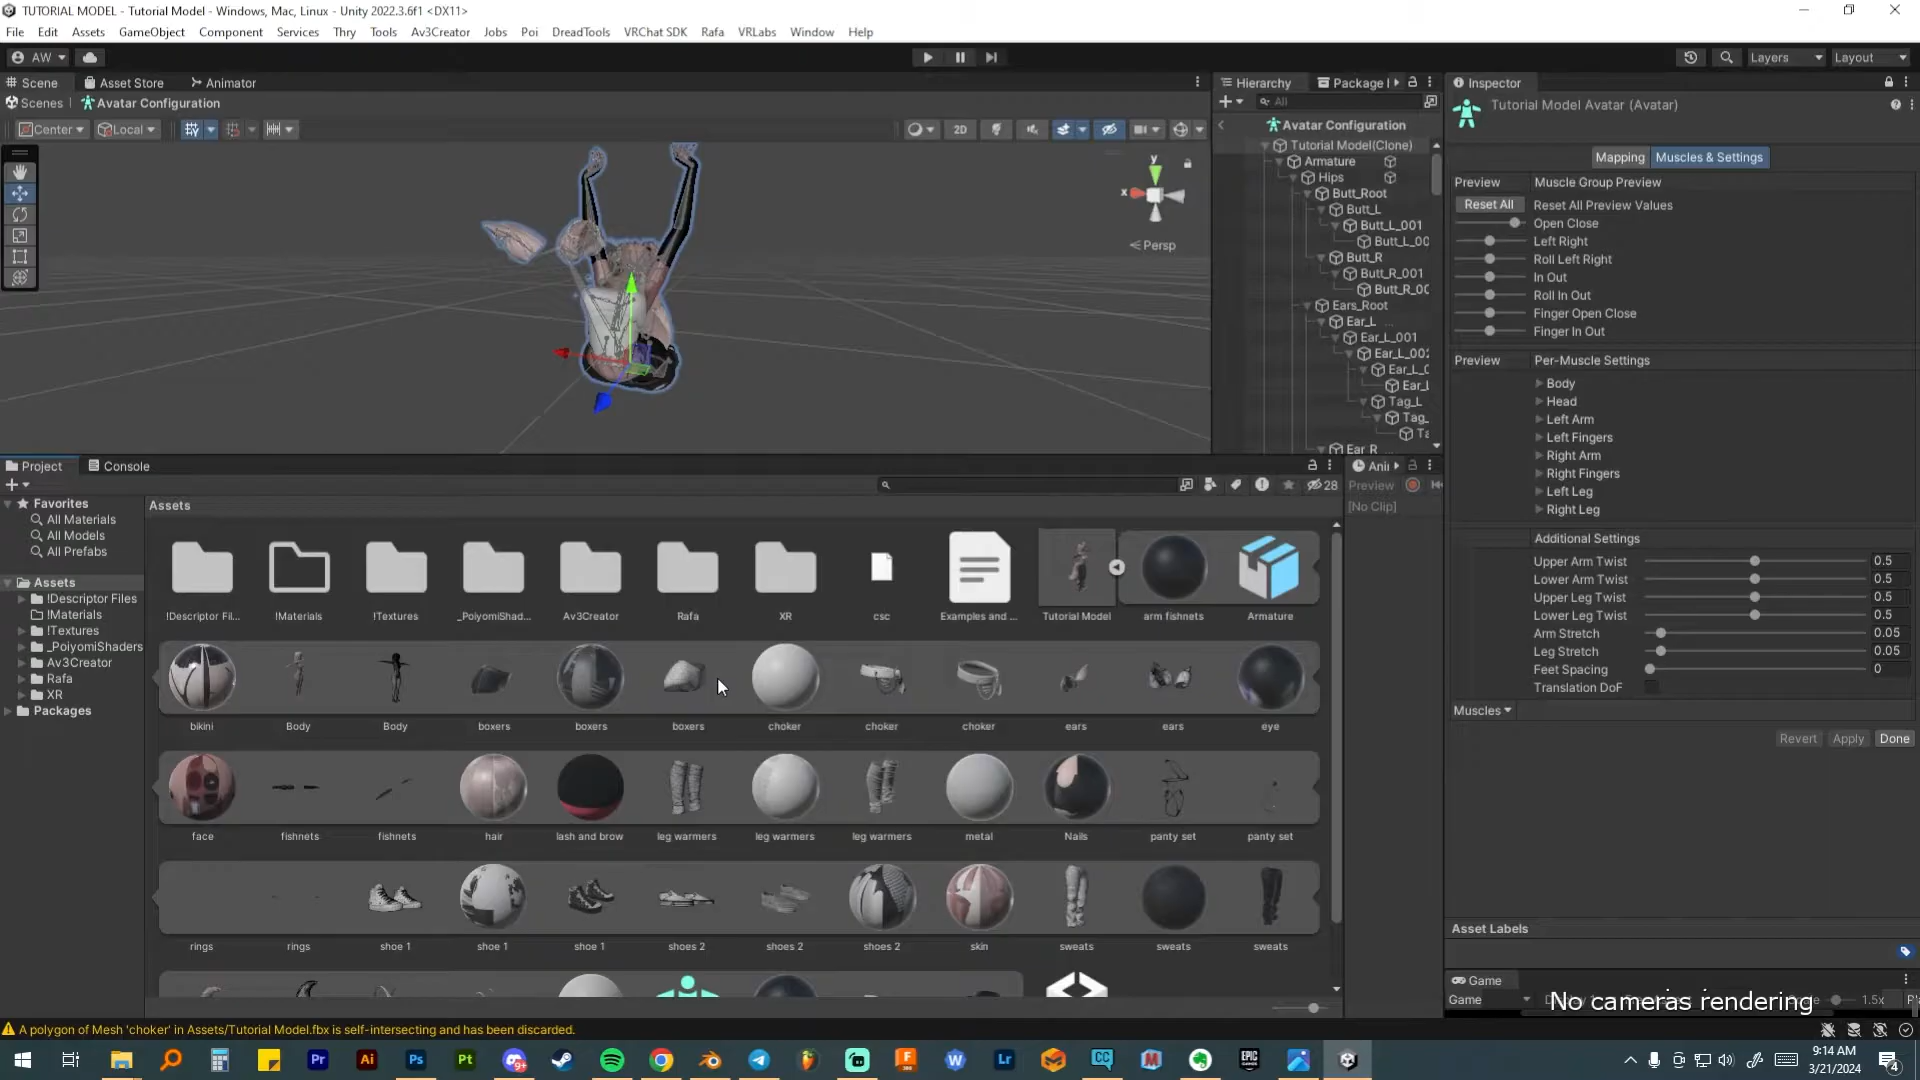 TUTORIAL MODEL - Tutorial Model - Windows, Mac, Linux - Unity 2022.3.6f1 <DX11>
File Edit Assets GameObject Component Services Thry Tools Av3Creator Jobs Poi DreadTools VRChat SDK Rafa VRLabs Window Help
AW Layers Layout
Scene Asset Store Animator
Scenes Avatar Configuration
Center Local 2D
y
x
Persp
Hierarchy Package
All
Avatar Configuration
Tutorial Model(Clone)
Armature
Hips
Butt_Root
Butt_L
Butt_L_001
Butt_L_00
Butt_R
Butt_R_001
Butt_R_00
Ears_Root
Ear_L
Ear_L_001
Ear_L_002
Ear_L_0
Ear_L
Tag_L
Tag_
Ta
Ear_R
Inspector
Tutorial Model Avatar (Avatar)
Mapping Muscles & Settings
Preview Muscle Group Preview
Reset All Reset All Preview Values
Open Close
Left Right
Roll Left Right
In Out
Roll In Out
Finger Open Close
Finger In Out
Preview Per-Muscle Settings
Body
Head
Left Arm
Left Fingers
Right Arm
Right Fingers
Left Leg
Right Leg
Additional Settings
Upper Arm Twist 0.5
Lower Arm Twist 0.5
Upper Leg Twist 0.5
Lower Leg Twist 0.5
Arm Stretch 0.05
Leg Stretch 0.05
Feet Spacing 0
Translation DoF
Muscles
Revert Apply Done
Asset Labels
Game
Game 1.5x
No cameras rendering
Project Console
28
Ani
Preview
[No Clip]
Favorites
All Materials
All Models
All Prefabs
Assets
!Descriptor Files
!Materials
!Textures
_PoiyomiShaders
Av3Creator
Rafa
XR
Packages
Assets
!Descriptor Fil... !Materials !Textures _PoiyomiShad... Av3Creator Rafa XR csc Examples and ... Tutorial Model arm fishnets Armature
bikini Body Body boxers boxers boxers choker choker choker ears ears eye
face fishnets fishnets hair lash and brow leg warmers leg warmers leg warmers metal Nails panty set panty set
rings rings shoe 1 shoe 1 shoe 1 shoes 2 shoes 2 shoes 2 skin sweats sweats sweats
A polygon of Mesh 'choker' in Assets/Tutorial Model.fbx is self-intersecting and has been discarded.
Pr Ai Ps Pt 9+ F W Lr CC M EPIC GAMES
9:14 AM
3/21/2024
4